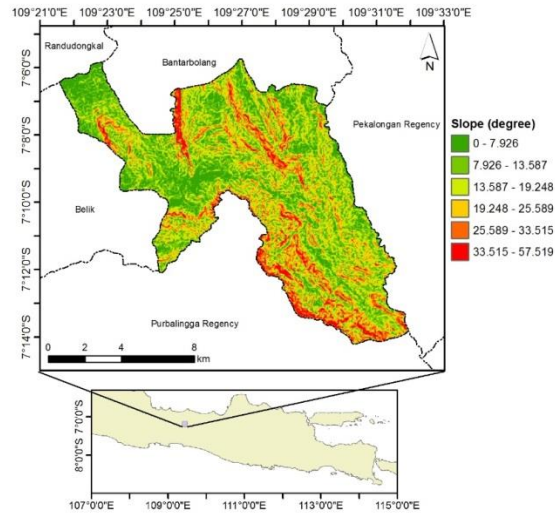 109°21'0"E 109°23'0"E 109°25'0"E 109°27'0"E 109°29'0"E 109°31'0"E 109°33'0"E
Randudongkal
Bantarbolang
N
7°6'0"S
7°8'0"S
7°10'0"S
7°12'0"S
7°14'0"S
Pekalongan Regency
Belik
Purbalingga Regency
0 2 4 8
km
Slope (degree)
0 - 7.926
7.926 - 13.587
13.587 - 19.248
19.248 - 25.589
25.589 - 33.515
33.515 - 57.519
7°0'0"S
8°0'0"S
107°0'0"E 109°0'0"E 111°0'0"E 113°0'0"E 115°0'0"E